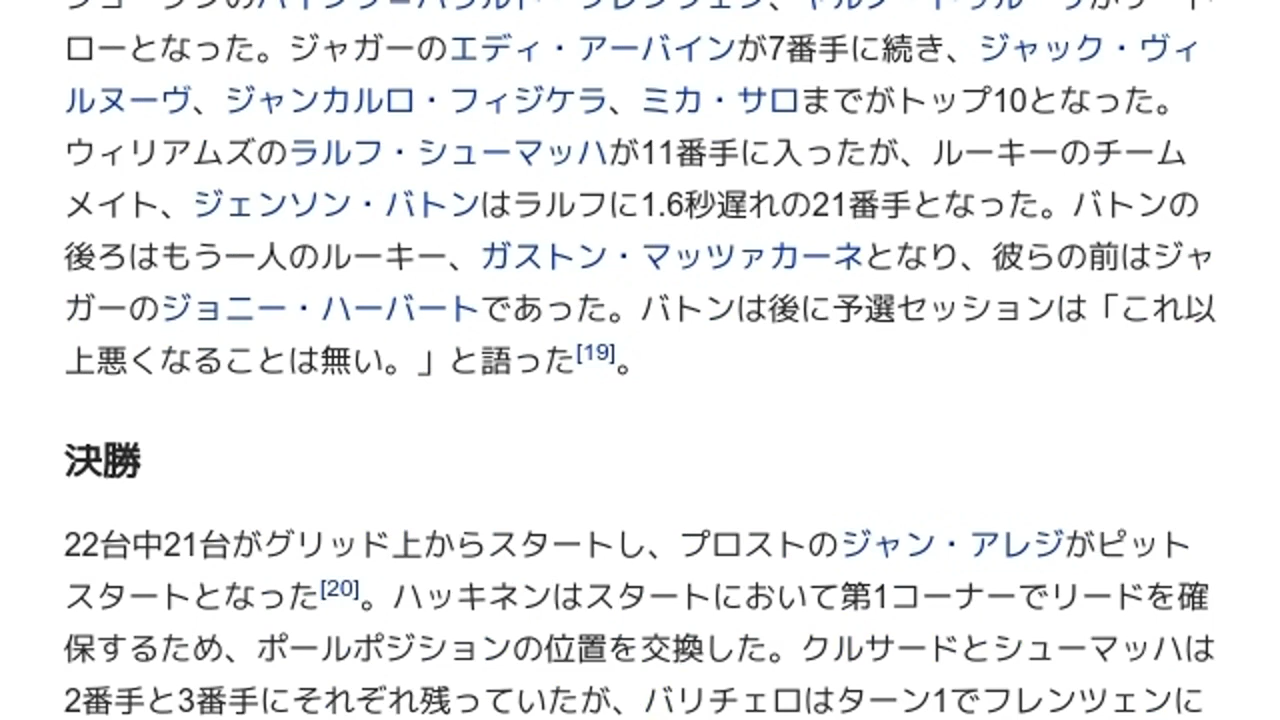 ローとなった。ジャガーのエディ・アーバインが7番手に続き、ジャック・ヴィ
ルヌーヴ、ジャンカルロ・フィジケラ、ミカ・サロまでがトップ10となった。
ウィリアムズのラルフ・シューマッハが11番手に入ったが、ルーキーのチーム
メイト、ジェンソン・バトンはラルフに1.6秒遅れの21番手となった。バトンの
後ろはもう一人のルーキー、ガストン・マッツァカーネとなり、彼らの前はジャ
ガーのジョニー・ハーバートであった。バトンは後に予選セッションは「これ以
上悪くなることは無い。」と語った[19]。
決勝
22台中21台がグリッド上からスタートし、プロストのジャン・アレジがピット
スタートとなった[20]。ハッキネンはスタートにおいて第1コーナーでリードを確
保するため、ポールポジションの位置を交換した。クルサードとシューマッハは
2番手と3番手にそれぞれ残っていたが、バリチェロはターン1でフレンツェンに